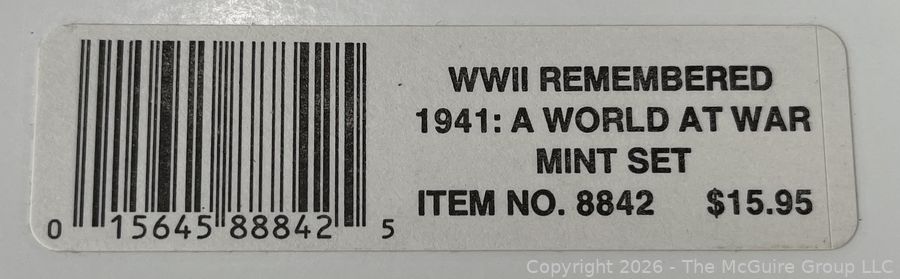 WWII REMEMBERED
1941: A WORLD AT WAR
MINT SET
ITEM NO. 8842 $15.95
0 15645 88842 5
Copyright ©2026 - The McGuire Group LLC